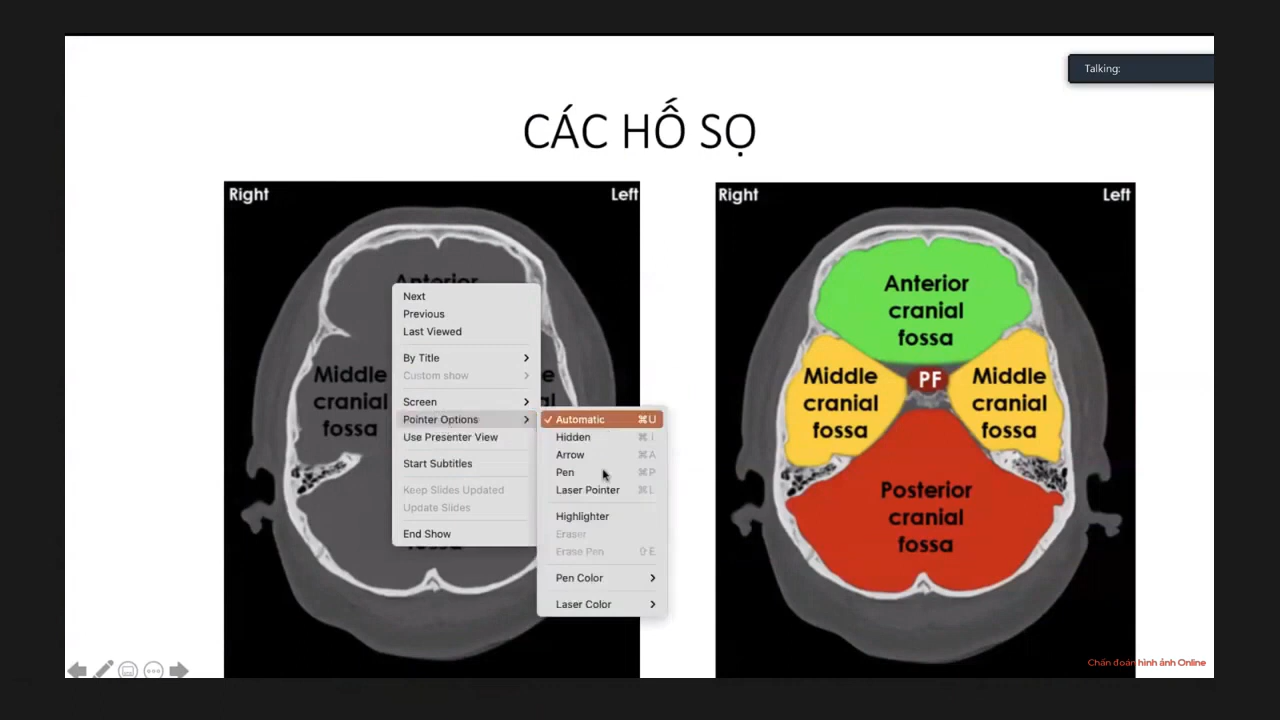 Talking:
CÁC HỐ SỌ
Right
Left
Anterior
Middle
cranial
fossa
Next
Previous
Last Viewed
By Title
Custom show
Screen
Pointer Options
Use Presenter View
Start Subtitles
Keep Slides Updated
Update Slides
End Show
✓ Automatic ⌘U
Hidden ⌘I
Arrow ⌘A
Pen ⌘P
Laser Pointer ⌘L
Highlighter
Eraser
Erase Pen ⇧E
Pen Color
Laser Color
Right
Left
Anterior
cranial
fossa
Middle
cranial
fossa
PF
Middle
cranial
fossa
Posterior
cranial
fossa
Chẩn đoán hình ảnh Online